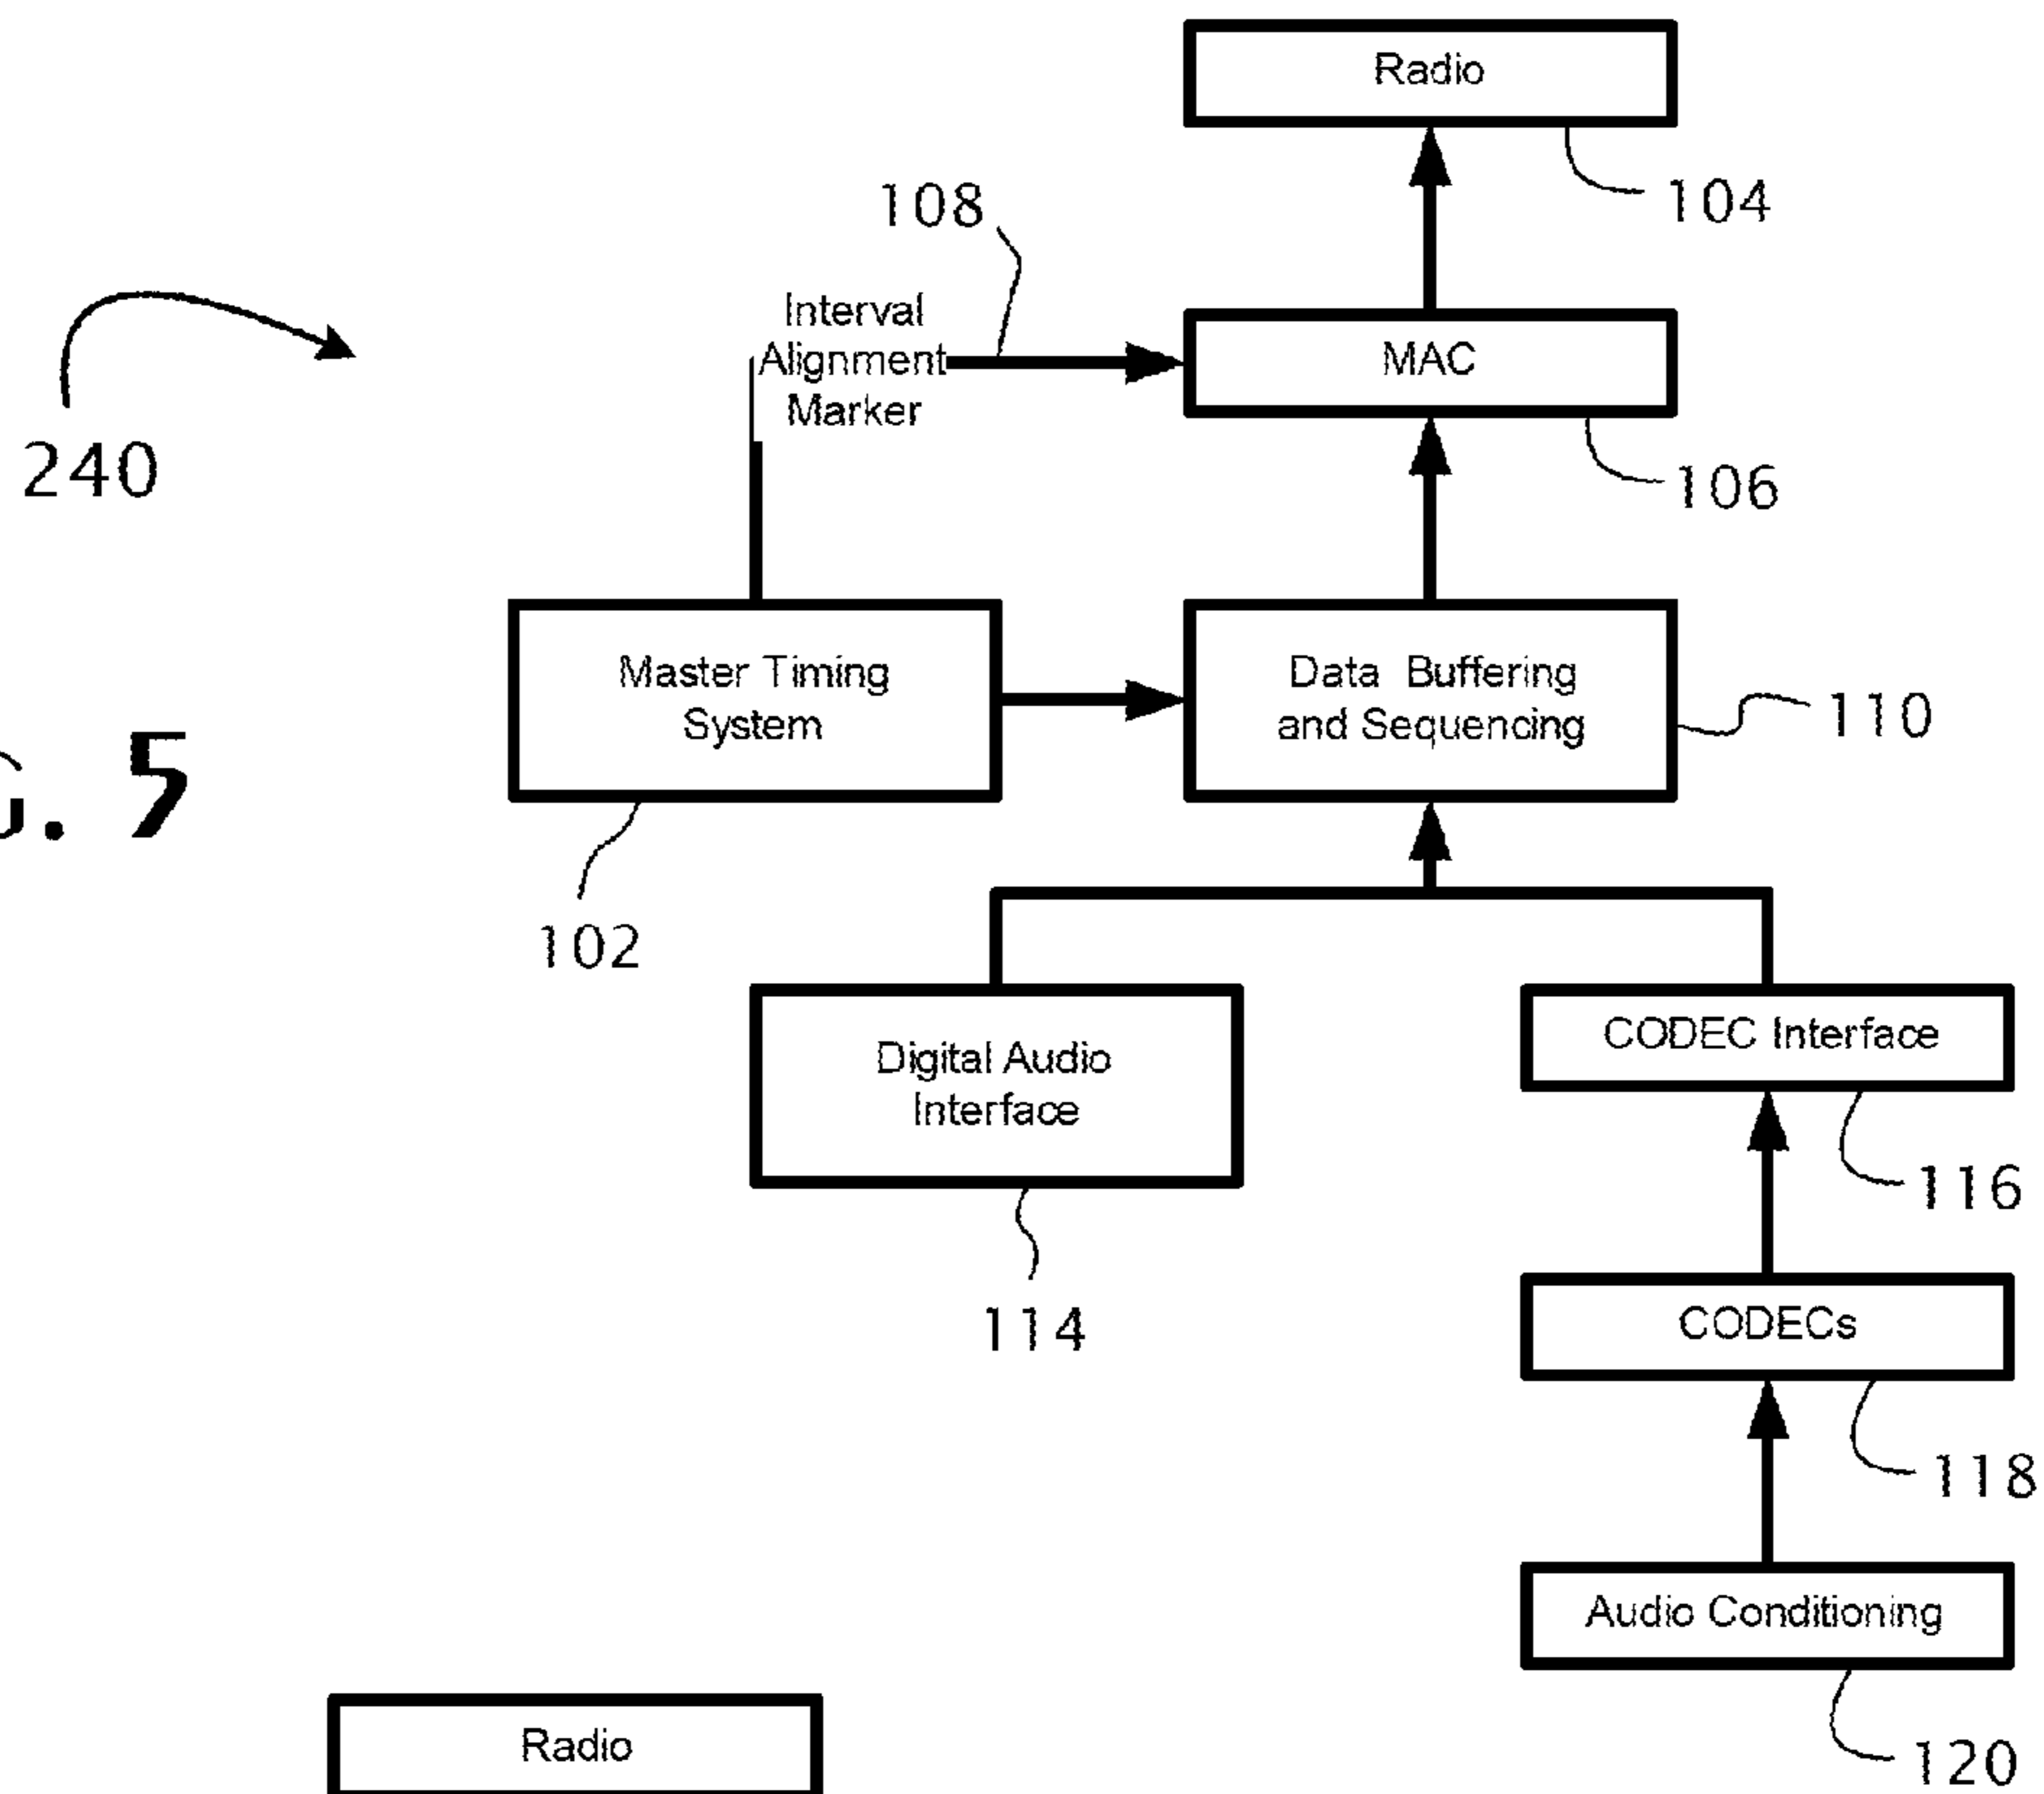 Radio
104
108
Interval
Alignment
Marker
MAC
106
240
Master Timing
System
Data Buffering
and Sequencing
110
G. 5
102
Digital Audio
Interface
CODEC Interface
114
116
CODECs
118
Audio Conditioning
120
Radio